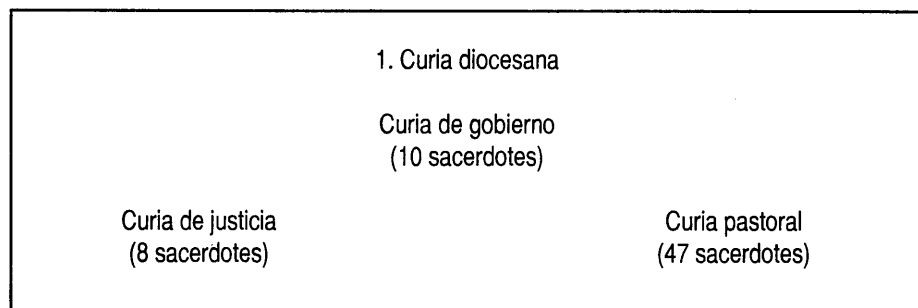 1. Curia diocesana
Curia de gobierno
(10 sacerdotes)
Curia de justicia
(8 sacerdotes)
Curia pastoral
(47 sacerdotes)